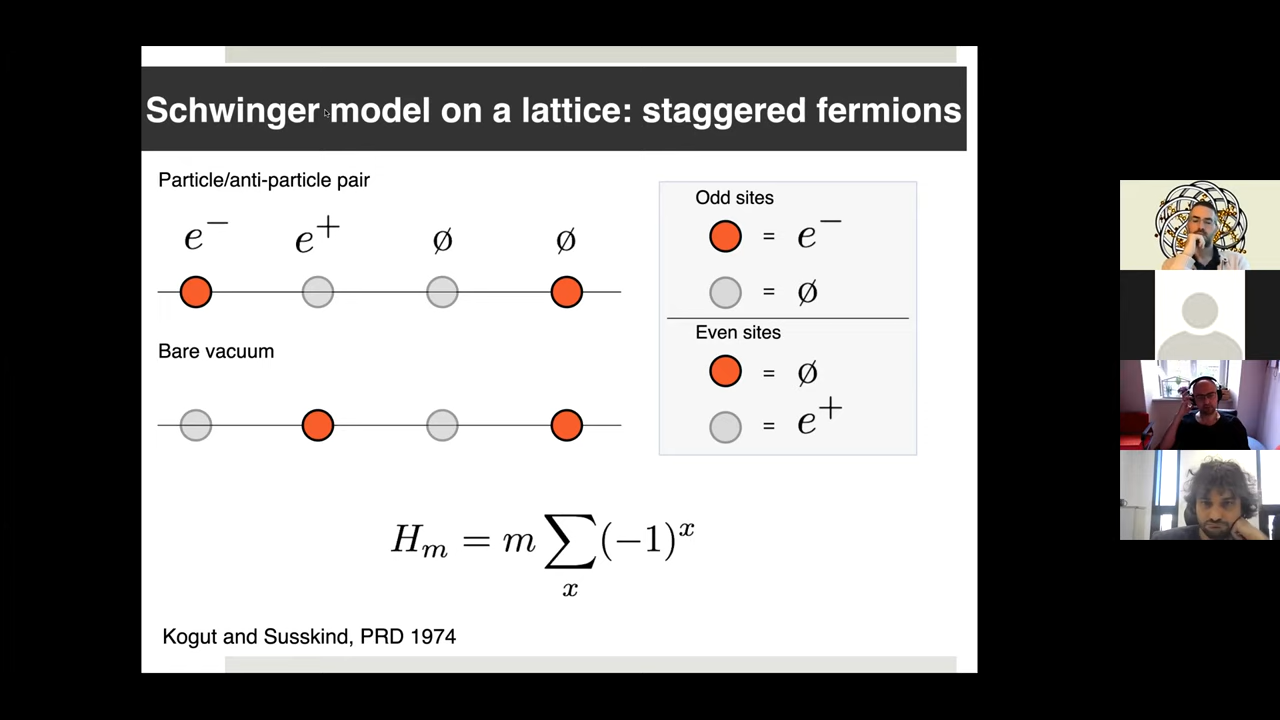 Schwinger model on a lattice: staggered fermions
Particle/anti-particle pair
e⁻ e⁺ ∅ ∅
Bare vacuum
Odd sites
= e⁻
= ∅
Even sites
= ∅
= e⁺
H_m = m ∑_x (−1)^x
Kogut and Susskind, PRD 1974